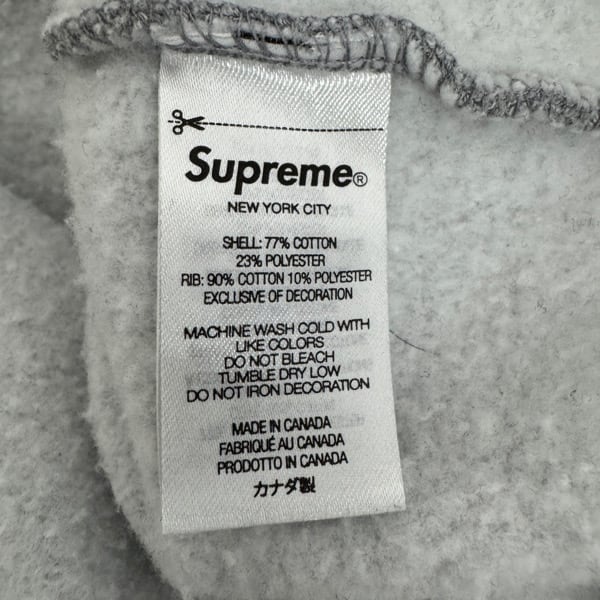 Supreme®
NEW YORK CITY
SHELL: 77% COTTON
23% POLYESTER
RIB: 90% COTTON 10% POLYESTER
EXCLUSIVE OF DECORATION
MACHINE WASH COLD WITH
LIKE COLORS
DO NOT BLEACH
TUMBLE DRY LOW
DO NOT IRON DECORATION
MADE IN CANADA
FABRIQUÉ AU CANADA
PRODOTTO IN CANADA
カナダ製